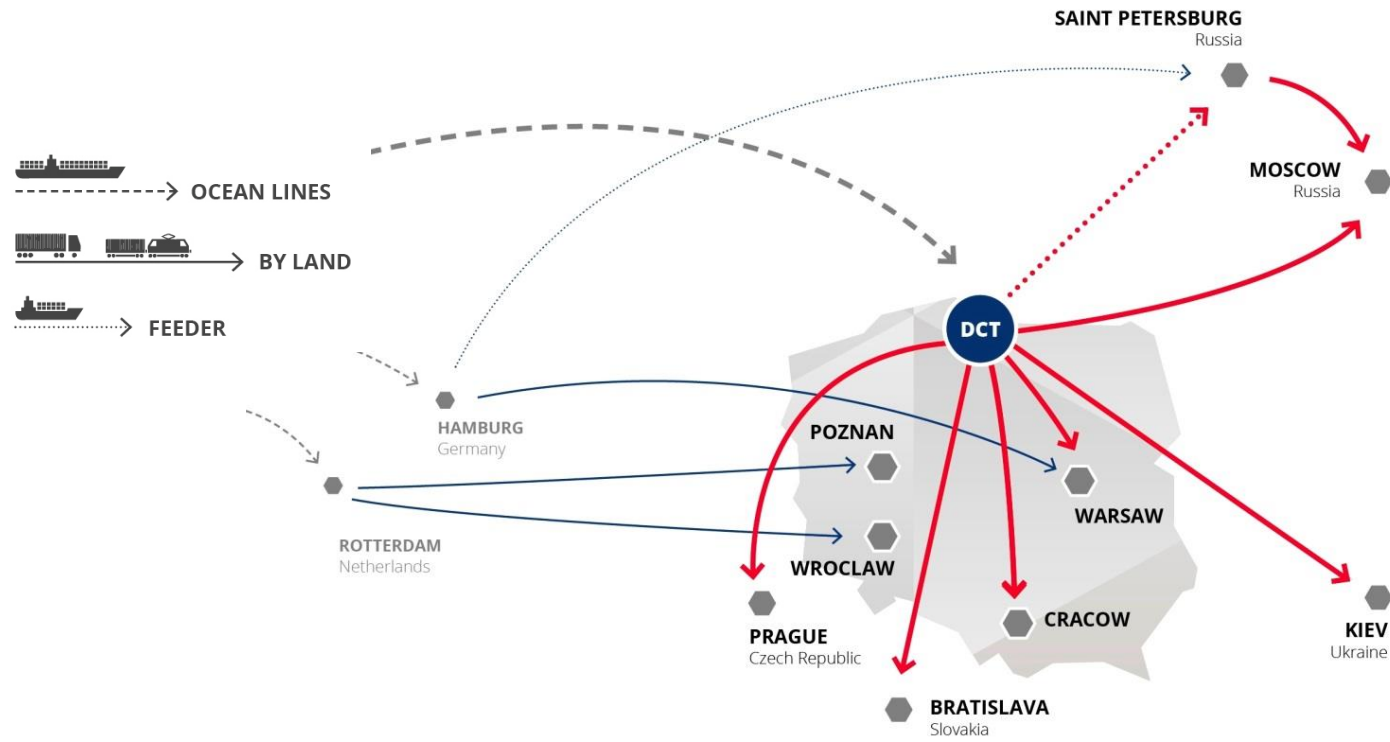 SAINT PETERSBURG
Russia
MOSCOW
Russia
OCEAN LINES
BY LAND
FEEDER
DCT
HAMBURG
Germany
POZNAN
WARSAW
ROTTERDAM
Netherlands
WROCLAW
PRAGUE
Czech Republic
CRACOW
KIEV
Ukraine
BRATISLAVA
Slovakia